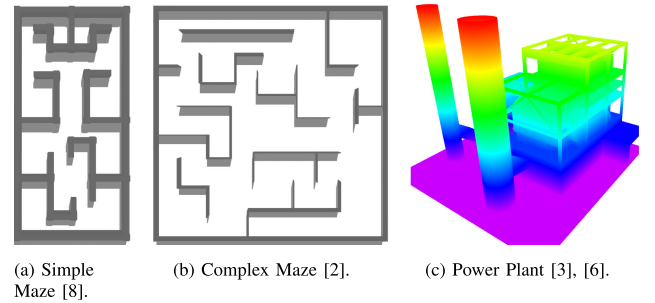 (a) Simple
Maze [8].
(b) Complex Maze [2].
(c) Power Plant [3], [6].